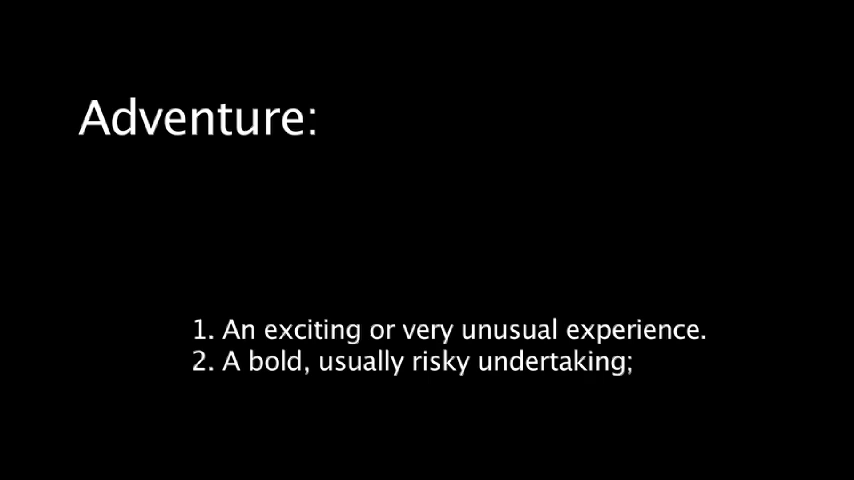 Adventure:
1. An exciting or very unusual experience.
2. A bold, usually risky undertaking;